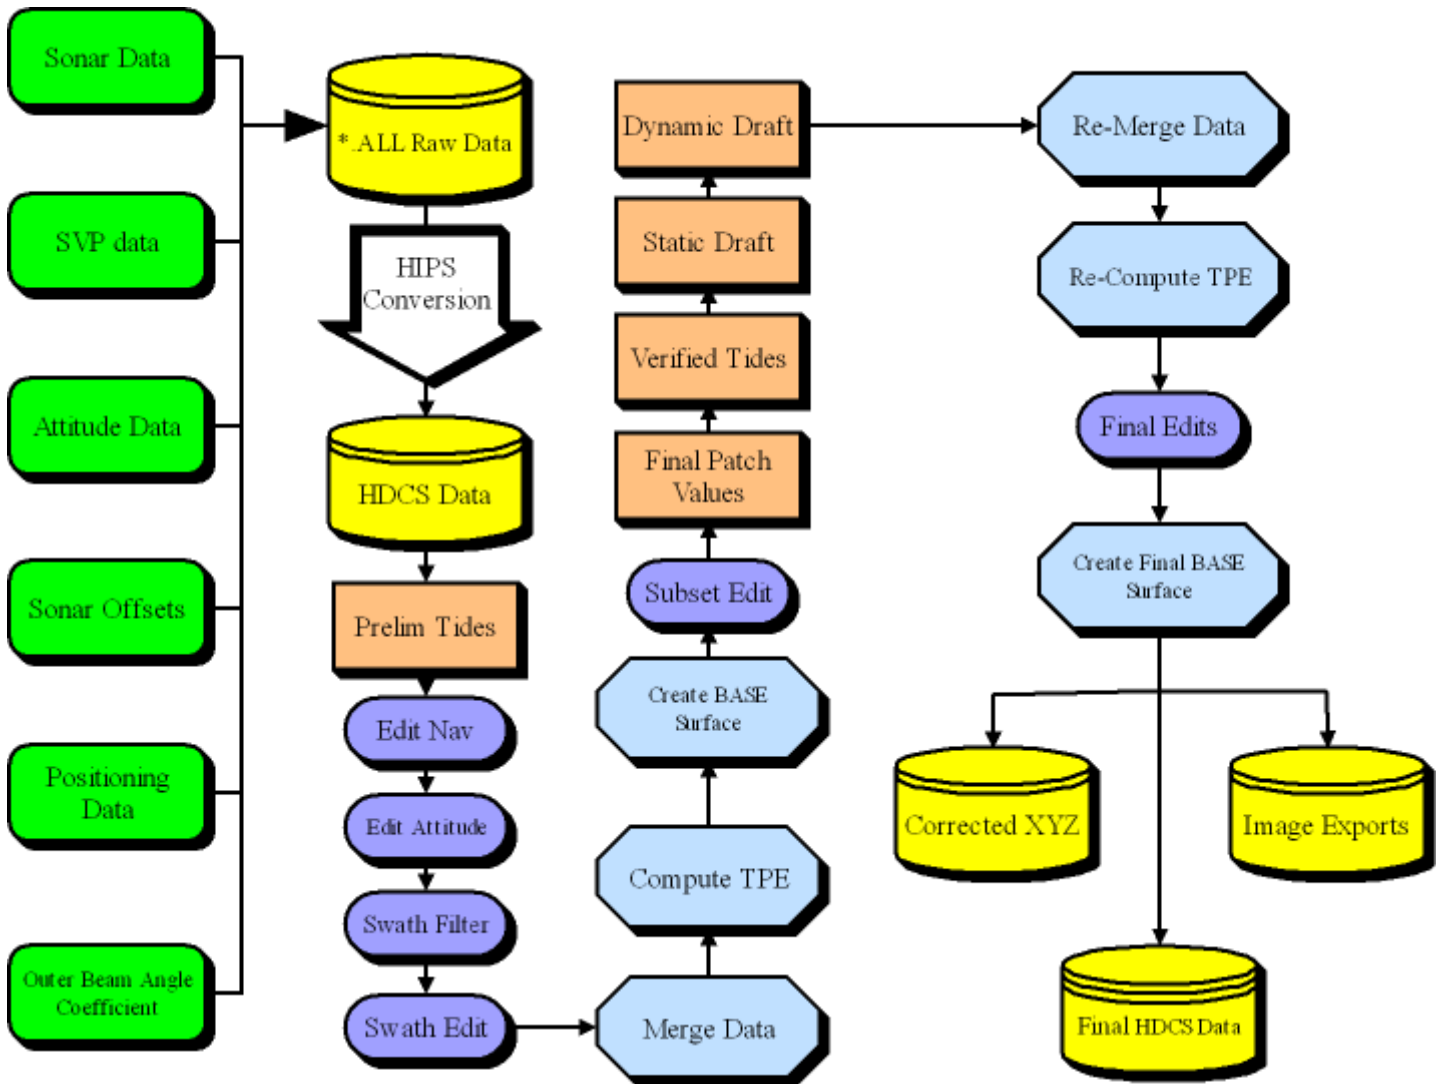 Sonar Data
SVP data
Attitude Data
Sonar Offsets
Positioning
Data
Outer Beam Angle
Coefficient
*.ALL Raw Data
HIPS
Conversion
HDCS Data
Prelim Tides
Edit Nav
Edit Attitude
Swath Filter
Swath Edit
Merge Data
Compute TPE
Create BASE
Surface
Subset Edit
Final Patch
Values
Verified Tides
Static Draft
Dynamic Draft
Re-Merge Data
Re-Compute TPE
Final Edits
Create Final BASE
Surface
Corrected XYZ
Image Exports
Final HDCS Data